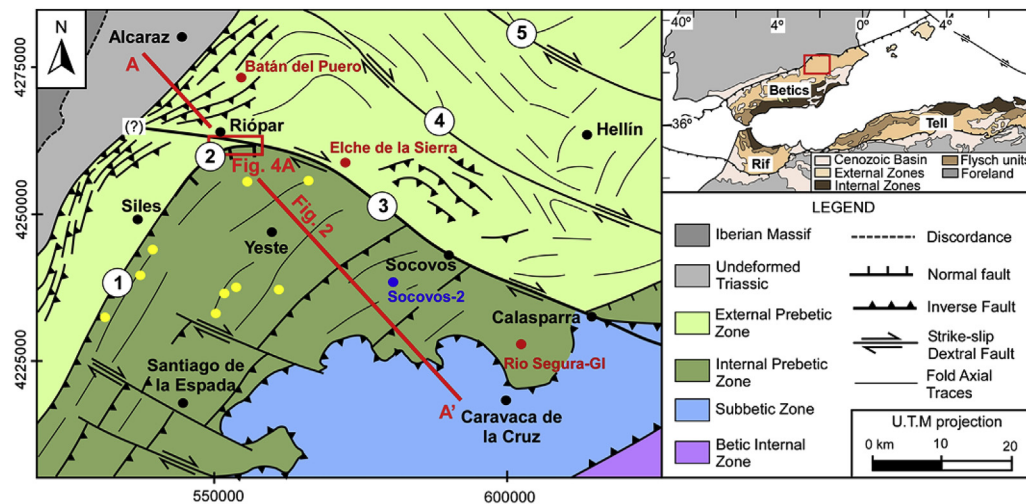 N
Alcaraz
A
Batán del Puero
5
4
(?)
Riópar
Hellín
2
Fig. 4A
Elche de la Sierra
Siles
Fig. 2
3
Yeste
Socovos
1
Socovos-2
Calasparra
Santiago de
la Espada
Rio Segura-GI
A'
Caravaca de
la Cruz
4275000
4250000
4225000
550000
600000
40°
4°
0°
4°
Betics
36°
Tell
Rif
Cenozoic Basin
Flysch units
External Zones
Foreland
Internal Zones
LEGEND
Iberian Massif
Undeformed
Triassic
External Prebetic
Zone
Internal Prebetic
Zone
Subbetic Zone
Betic Internal
Zone
Discordance
Normal fault
Inverse Fault
Strike-slip
Dextral Fault
Fold Axial
Traces
U.T.M projection
0 km
10
20